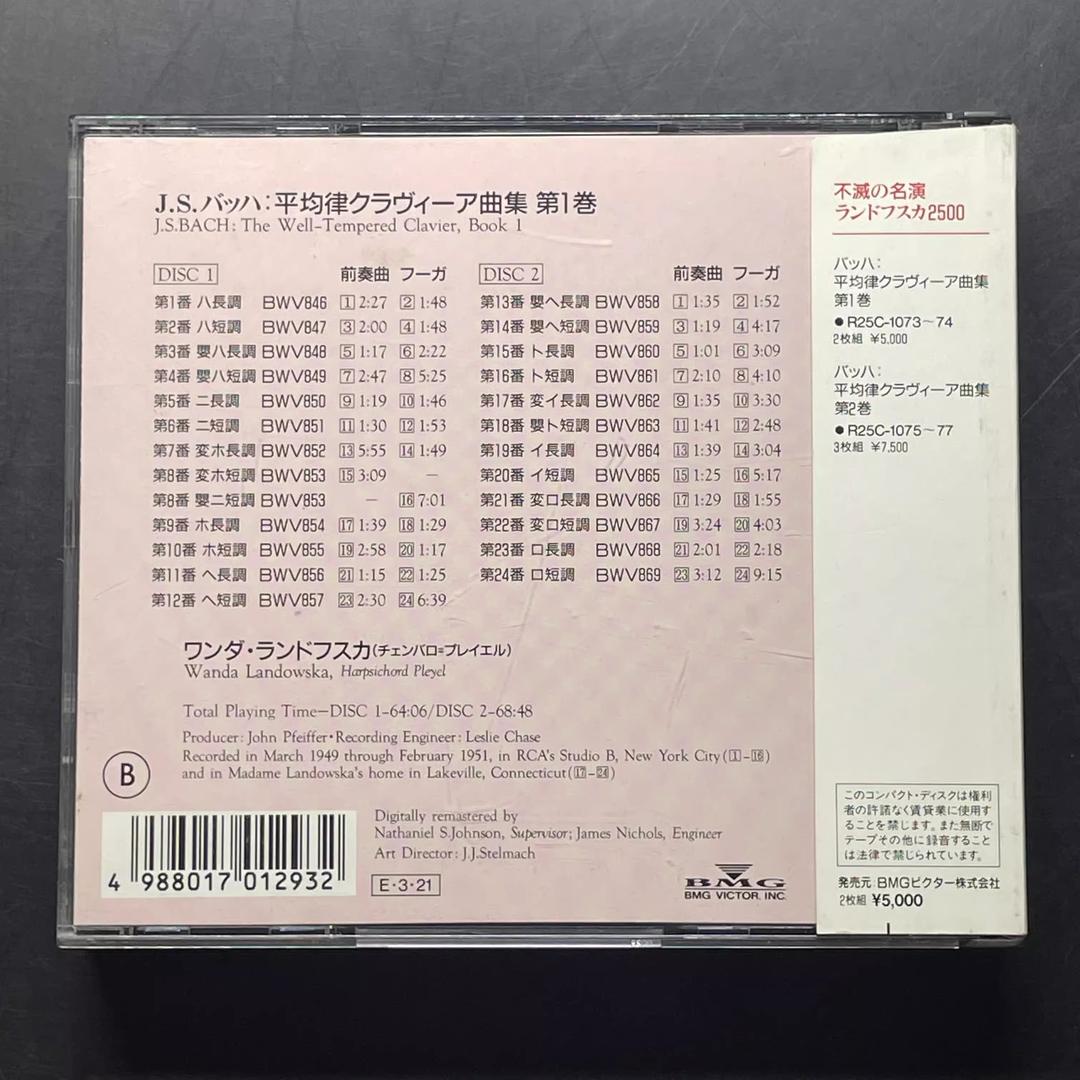 J.S.バッハ：平均律クラヴィーア曲集 第1巻
J.S.BACH: The Well-Tempered Clavier, Book 1
DISC 1 前奏曲 フーガ
第1番 ハ長調 BWV846 1 2:27 2 1:48
第2番 ハ短調 BWV847 3 2:00 4 1:48
第3番 嬰ハ長調 BWV848 5 1:17 6 2:22
第4番 嬰ハ短調 BWV849 7 2:47 8 5:25
第5番 ニ長調 BWV850 9 1:19 10 1:46
第6番 ニ短調 BWV851 11 1:30 12 1:53
第7番 変ホ長調 BWV852 13 5:55 14 1:49
第8番 変ホ短調 BWV853 15 3:09 —
第8番 嬰ニ短調 BWV853 — 16 7:01
第9番 ホ長調 BWV854 17 1:39 18 1:29
第10番 ホ短調 BWV855 19 2:58 20 1:17
第11番 ヘ長調 BWV856 21 1:15 22 1:25
第12番 ヘ短調 BWV857 23 2:30 24 6:39
DISC 2 前奏曲 フーガ
第13番 嬰ヘ長調 BWV858 1 1:35 2 1:52
第14番 嬰ヘ短調 BWV859 3 1:19 4 4:17
第15番 ト長調 BWV860 5 1:01 6 3:09
第16番 ト短調 BWV861 7 2:10 8 4:10
第17番 変イ長調 BWV862 9 1:35 10 3:30
第18番 嬰ト短調 BWV863 11 1:41 12 2:48
第19番 イ長調 BWV864 13 1:39 14 3:04
第20番 イ短調 BWV865 15 1:25 16 5:17
第21番 変ロ長調 BWV866 17 1:29 18 1:55
第22番 変ロ短調 BWV867 19 3:24 20 4:03
第23番 ロ長調 BWV868 21 2:01 22 2:18
第24番 ロ短調 BWV869 23 3:12 24 9:15
ワンダ・ランドフスカ(チェンバロ=プレイエル)
Wanda Landowska, Harpsichord Pleyel
Total Playing Time—DISC 1-64:06/DISC 2-68:48
Producer: John Pfeiffer・Recording Engineer: Leslie Chase
Recorded in March 1949 through February 1951, in RCA's Studio B, New York City (1-16)
and in Madame Landowska's home in Lakeville, Connecticut (17-24)
B
Digitally remastered by
Nathaniel S.Johnson, Supervisor; James Nichols, Engineer
Art Director: J.J.Stelmach
4 988017 012932
E・3・21
BMG
BMG VICTOR, INC.
不滅の名演
ランドフスカ2500
バッハ：
平均律クラヴィーア曲集
第1巻
●R25C-1073〜74
2枚組 ¥5,000
バッハ：
平均律クラヴィーア曲集
第2巻
●R25C-1075〜77
3枚組 ¥7,500
このコンパクト・ディスクは権利
者の許諾なく賃貸業に使用す
ることを禁じます。また無断で
テープその他に録音すること
は法律で禁じられています。
発売元：BMGビクター株式会社
2枚組 ¥5,000